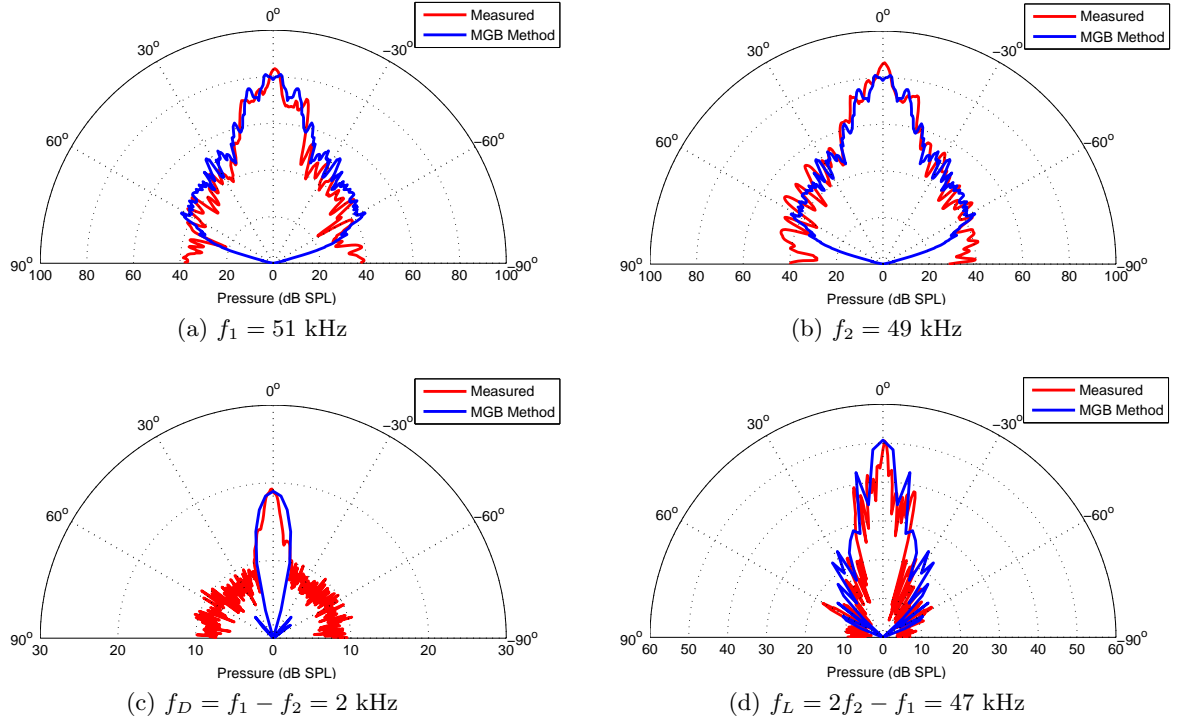 Measured
MGB Method
0°
30°
−30°
60°
−60°
90°
−90°
100 80 60 40 20 0 20 40 60 80 100
Pressure (dB SPL)
(a) f₁ = 51 kHz
Measured
MGB Method
0°
30°
−30°
60°
−60°
90°
−90°
100 80 60 40 20 0 20 40 60 80 100
Pressure (dB SPL)
(b) f₂ = 49 kHz
Measured
MGB Method
0°
30°
−30°
60°
−60°
90°
−90°
30 20 10 0 10 20 30
Pressure (dB SPL)
(c) f_D = f₁ − f₂ = 2 kHz
Measured
MGB Method
0°
30°
−30°
60°
−60°
90°
−90°
60 50 40 30 20 10 0 10 20 30 40 50 60
Pressure (dB SPL)
(d) f_L = 2f₂ − f₁ = 47 kHz